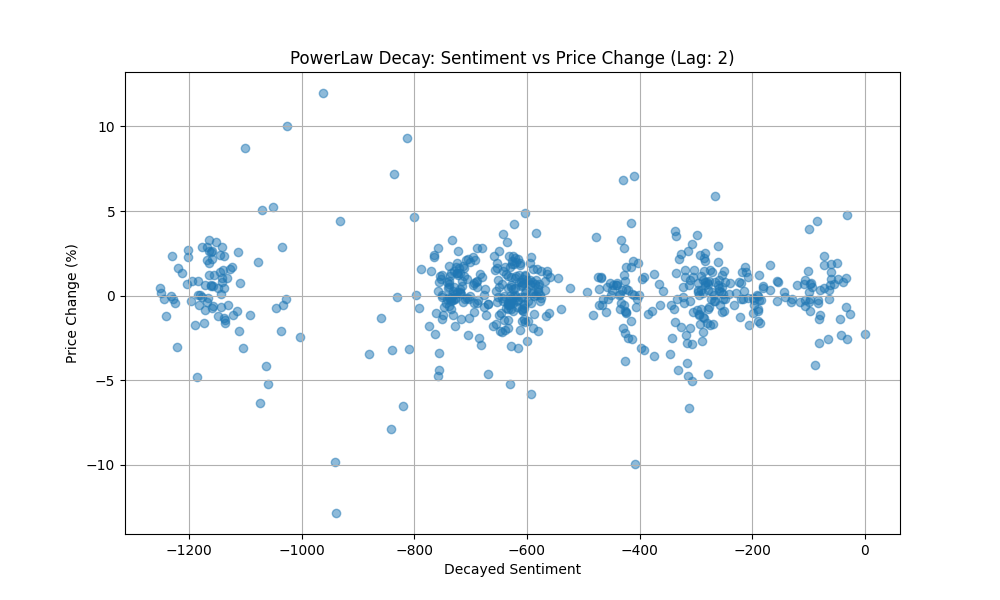 PowerLaw Decay: Sentiment vs Price Change (Lag: 2)
Price Change (%)
10
5
0
−5
−10
−1200 −1000 −800 −600 −400 −200 0
Decayed Sentiment